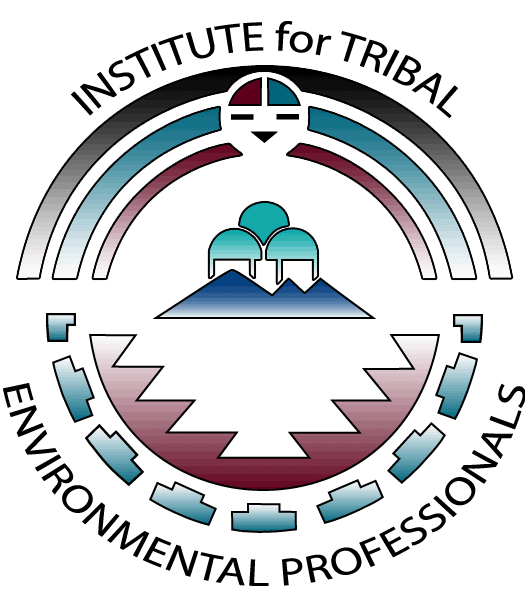 INSTITUTE for TRIBAL
ENVIRONMENTAL PROFESSIONALS